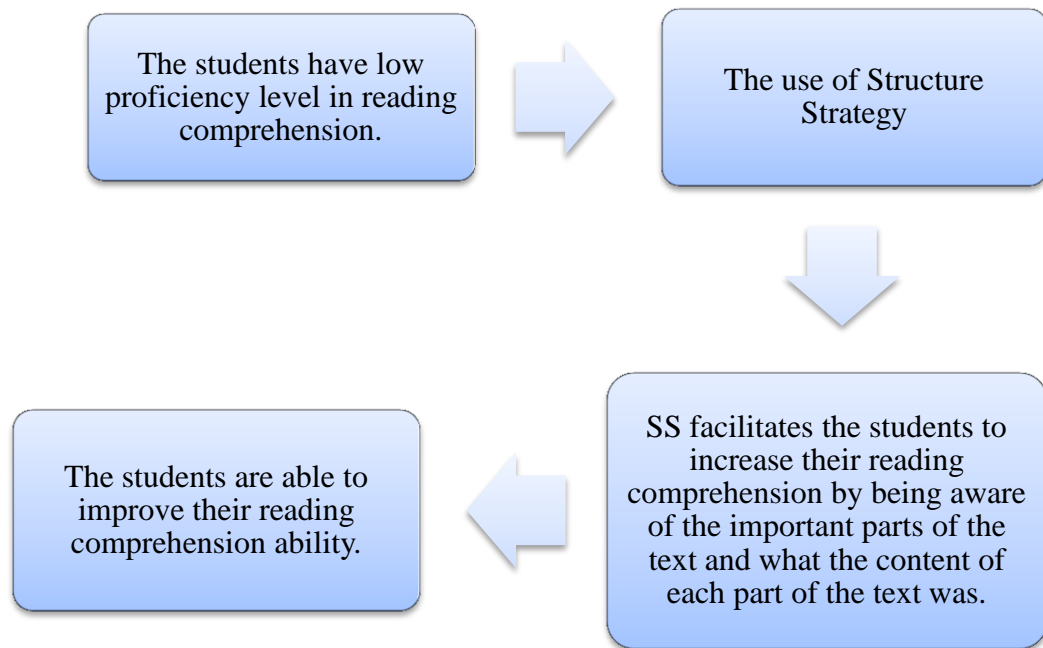 The students have low
proficiency level in reading
comprehension.
The use of Structure
Strategy
SS facilitates the students to
increase their reading
comprehension by being aware
of the important parts of the
text and what the content of
each part of the text was.
The students are able to
improve their reading
comprehension ability.